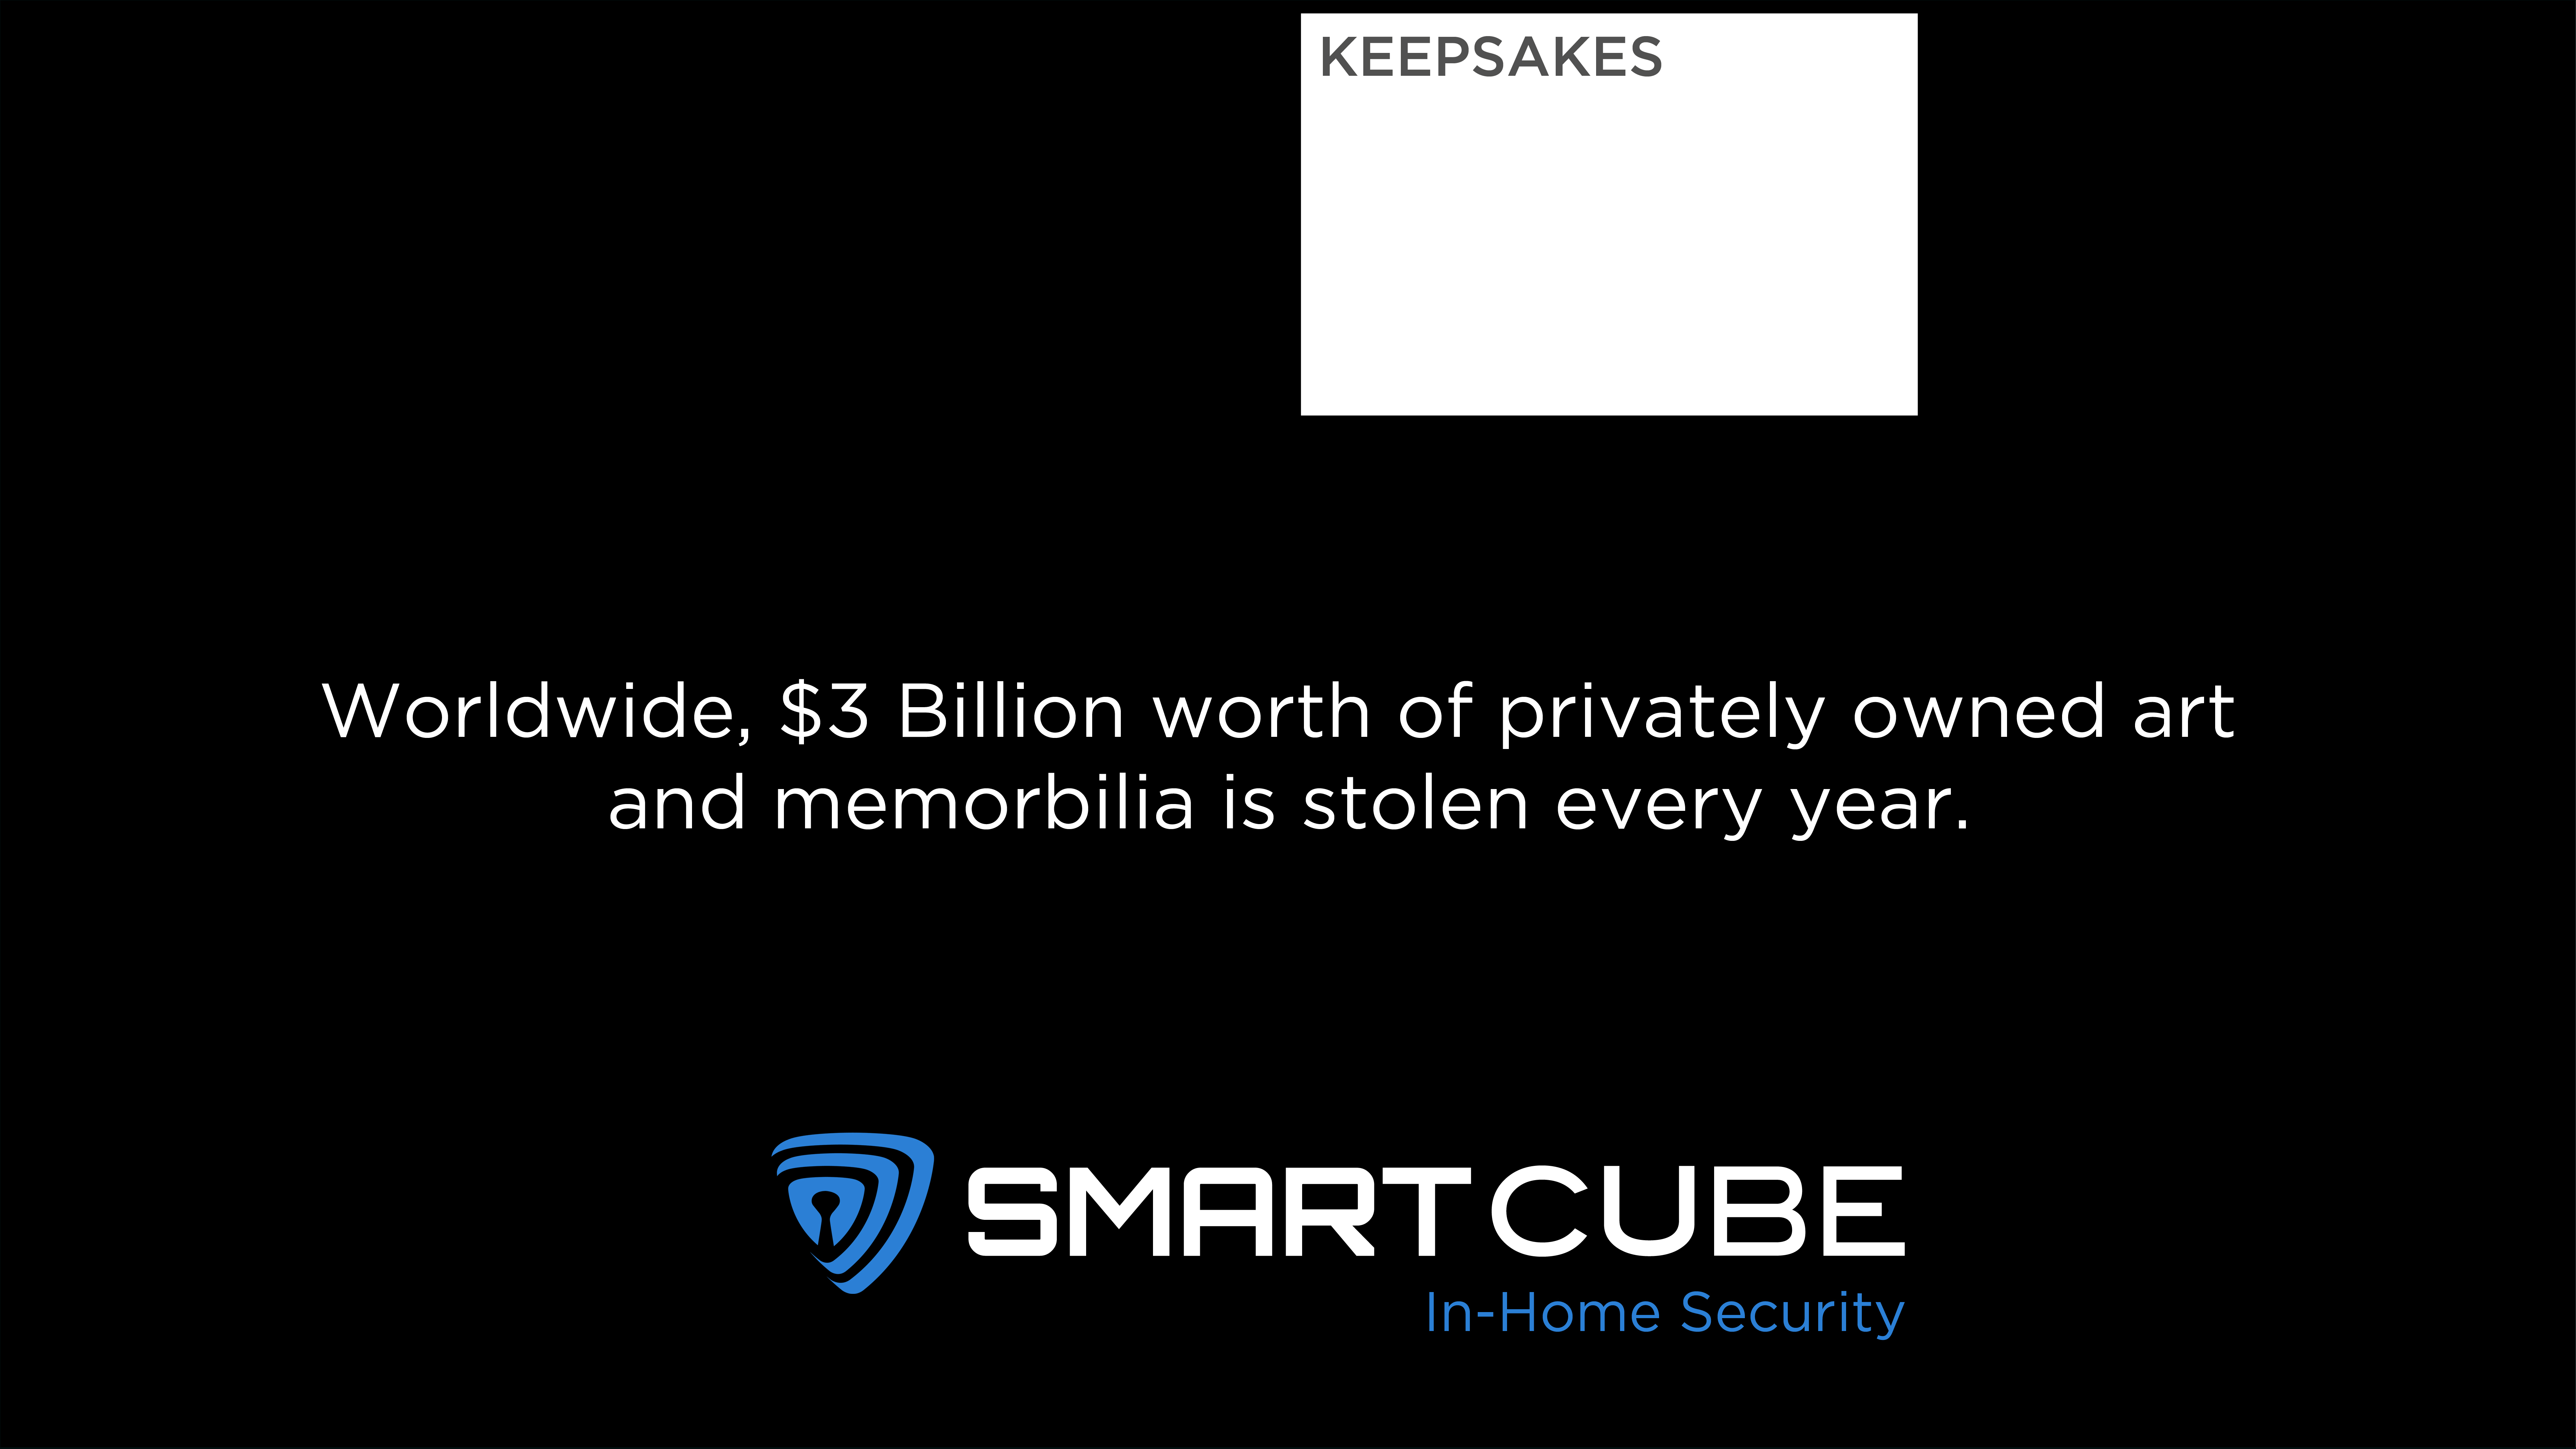 KEEPSAKES
Worldwide, $3 Billion worth of privately owned art
and memorbilia is stolen every year.
SMARTCUBE
In-Home Security